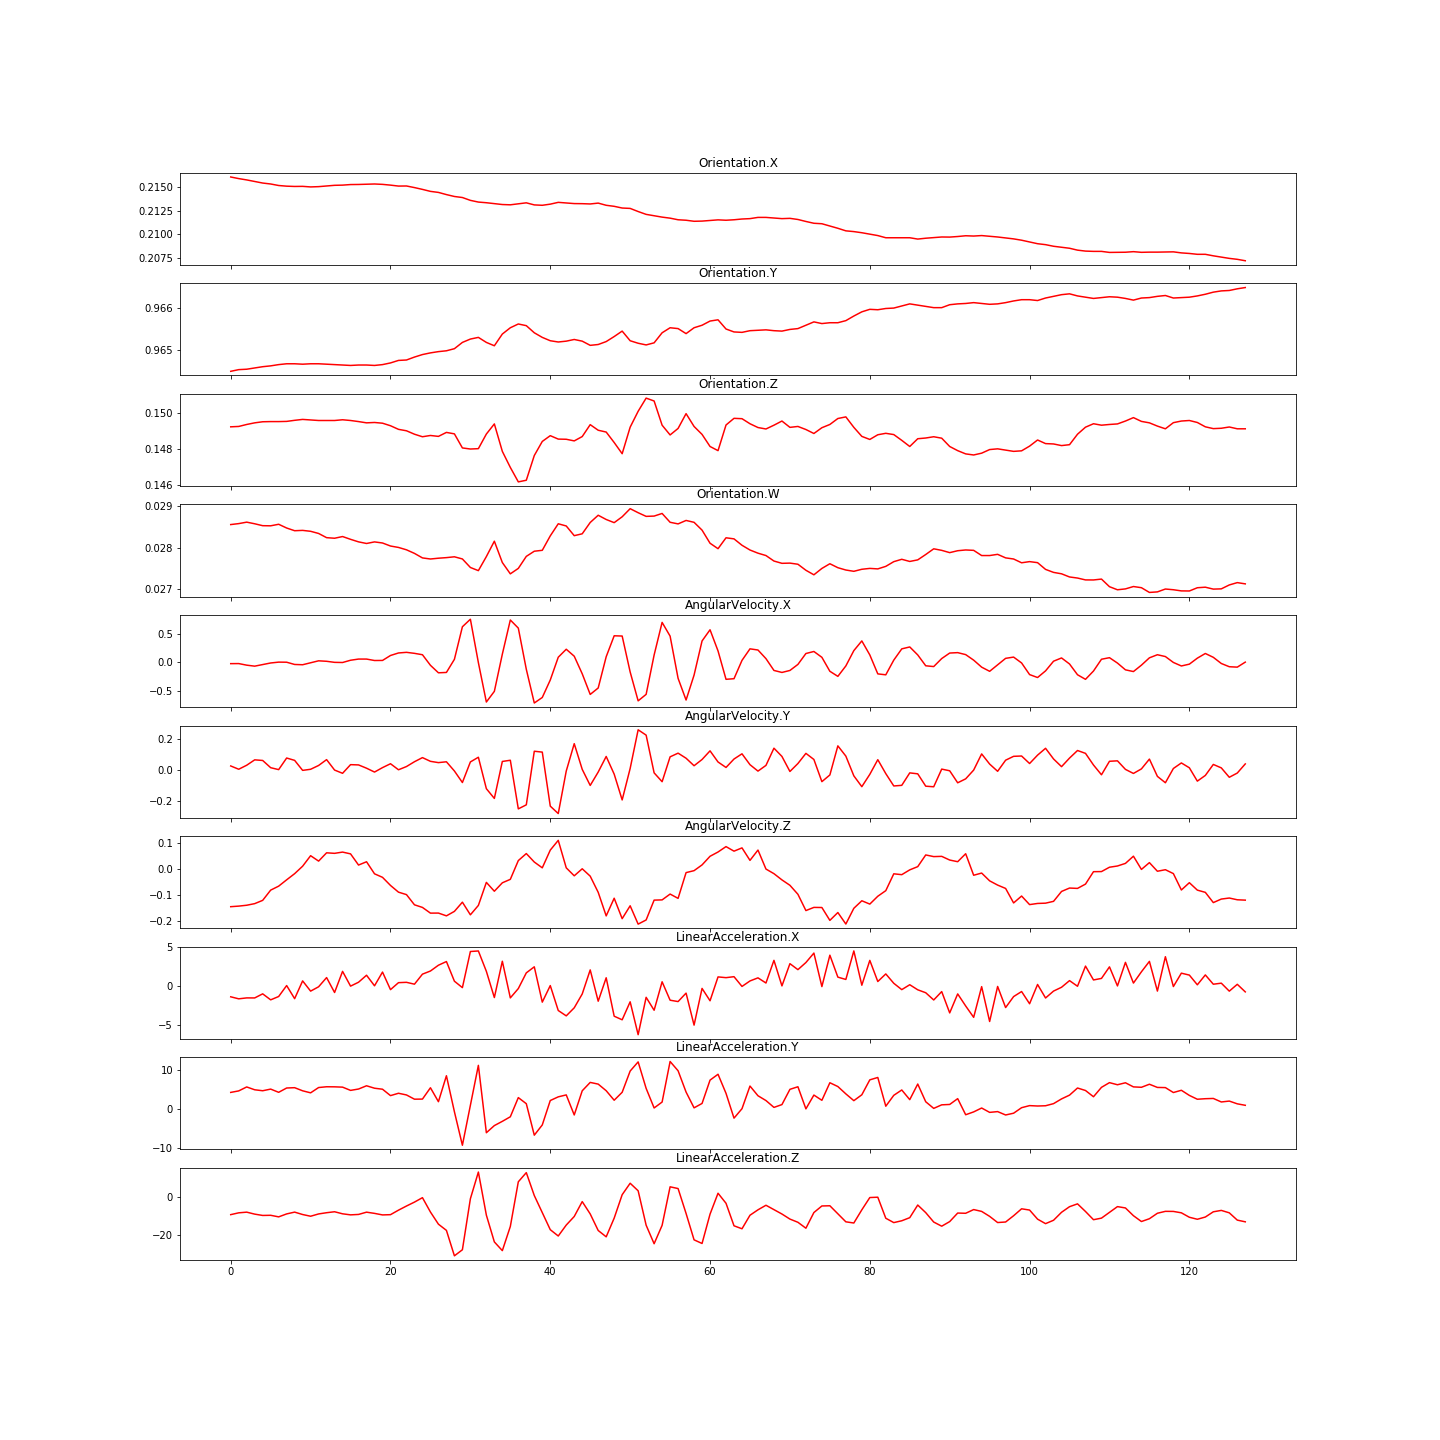 Orientation.X
0.2150
0.2125
0.2100
0.2075
Orientation.Y
0.966
0.965
Orientation.Z
0.150
0.148
0.146
Orientation.W
0.029
0.028
0.027
AngularVelocity.X
0.5
0.0
−0.5
AngularVelocity.Y
0.2
0.0
−0.2
AngularVelocity.Z
0.1
0.0
−0.1
−0.2
LinearAcceleration.X
5
0
−5
LinearAcceleration.Y
10
0
−10
LinearAcceleration.Z
0
−20
0 20 40 60 80 100 120